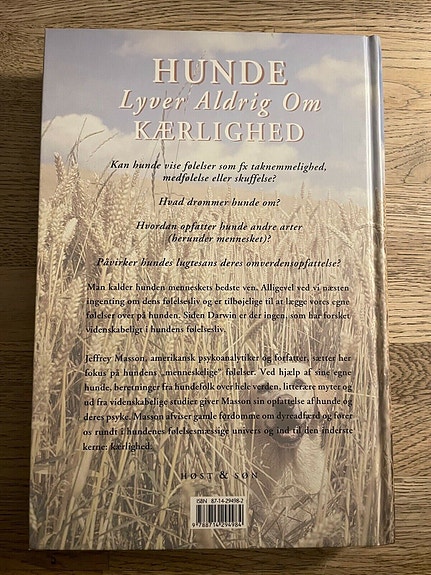 HUNDE
Lyver Aldrig Om
KÆRLIGHED
Kan hunde vise følelser som fx taknemmelighed,
medfølelse eller skuffelse?
Hvad drømmer hunde om?
Hvordan opfatter hunde andre arter
(herunder mennesket)?
Påvirker hundes lugtesans deres omverdensopfattelse?
Man kalder hunden menneskets bedste ven. Alligevel ved vi næsten
ingenting om dens følelsesliv og er tilbøjelige til at lægge vores egne
følelser over på hunden. Siden Darwin er der ingen, som har forsket
videnskabeligt i hundens følelsesliv.
Jeffrey Masson, amerikansk psykoanalytiker og forfatter, sætter her
fokus på hundens „menneskelige" følelser. Ved hjælp af sine egne
hunde, beretninger fra hundefolk over hele verden, litterære myter og
ud fra videnskabelige studier giver Masson sin opfattelse af hunde og
deres psyke. Masson afviser gamle fordomme om dyreadfærd og fører
os rundt i hundenes følelsesmæssige univers og ind til den inderste
kerne: kærlighed.
HØST & SØN
ISBN 87-14-29498-2
9 788714 294984